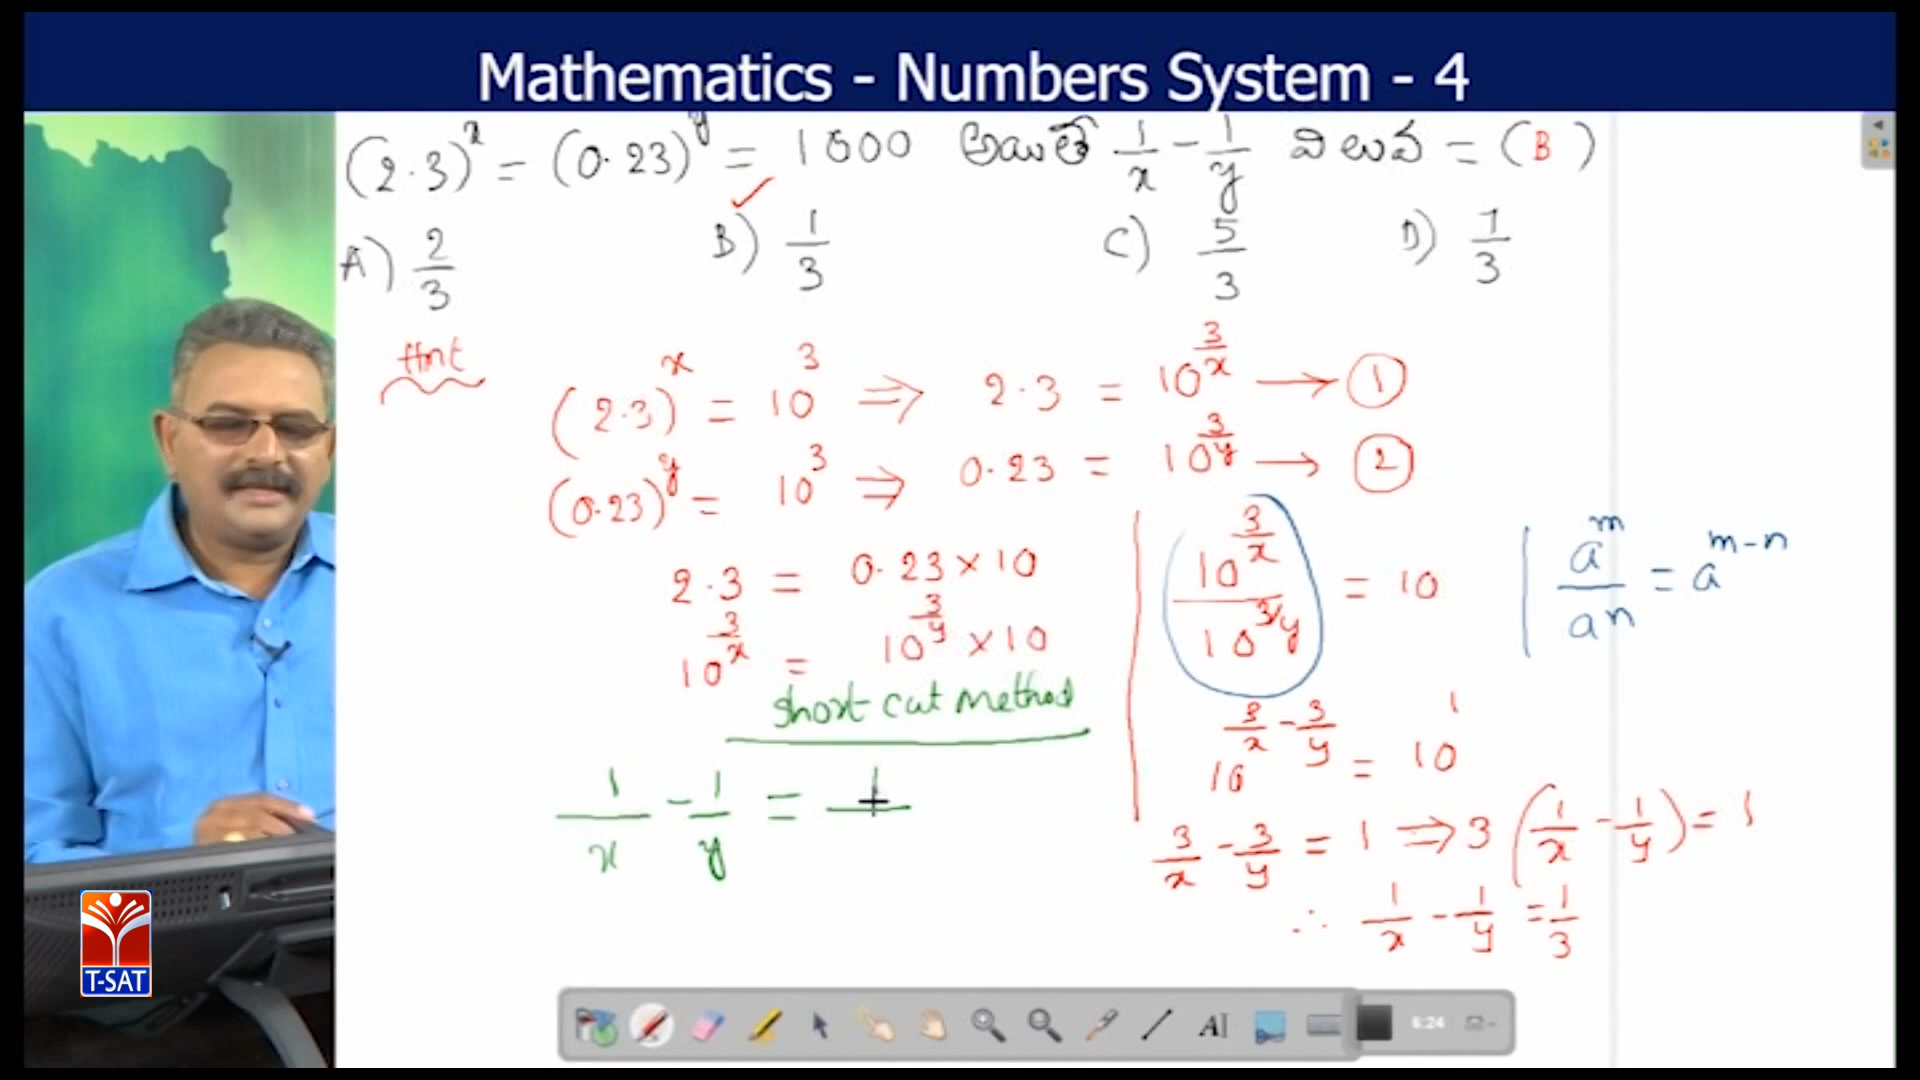 Mathematics - Numbers System - 4
(2.3)^x = (0.23)^y = 1000 అయితే 1/x - 1/y విలువ = (B)
A) 2/3 B) 1/3 C) 5/3 D) 7/3
Hint
(2.3)^x = 10^3 ⇒ 2.3 = 10^(3/x) → ①
(0.23)^y = 10^3 ⇒ 0.23 = 10^(3/y) → ②
2.3 = 0.23 × 10
10^(3/x) = 10^(3/y) × 10
10^(3/x) / 10^(3/y) = 10
a^m / an = a^(m-n)
10^(3/x - 3/y) = 10^1
3/x - 3/y = 1 ⇒ 3(1/x - 1/y) = 1
∴ 1/x - 1/y = 1/3
Short cut method
1/x - 1/y = 1/
T-SAT
A
6:24